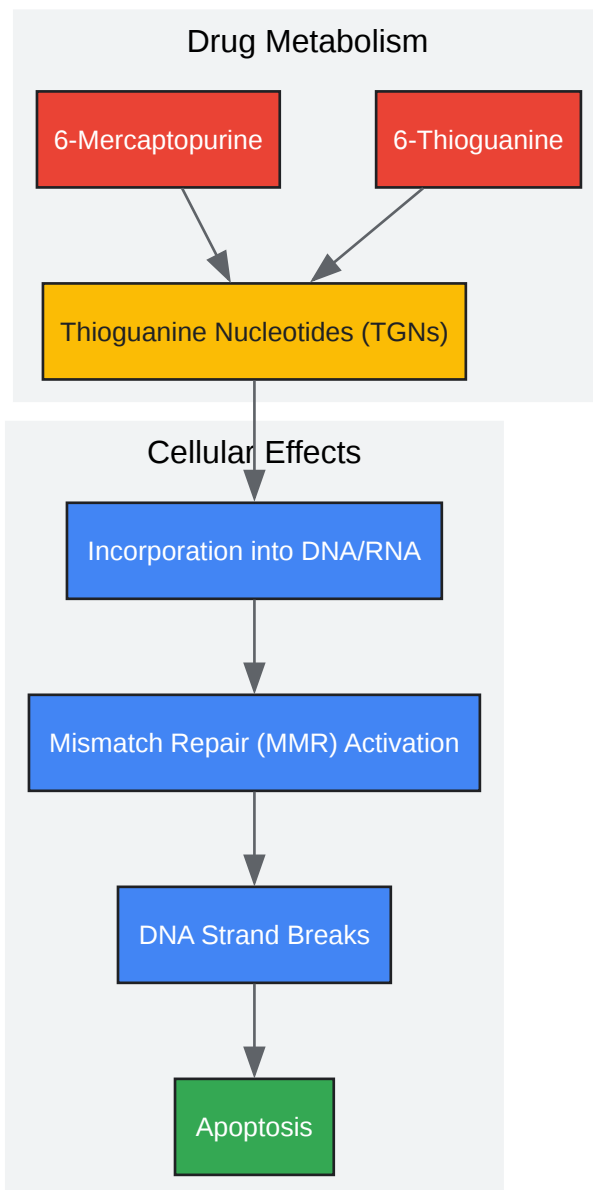 Drug Metabolism
6-Mercaptopurine
6-Thioguanine
Thioguanine Nucleotides (TGNs)
Cellular Effects
Incorporation into DNA/RNA
Mismatch Repair (MMR) Activation
DNA Strand Breaks
Apoptosis